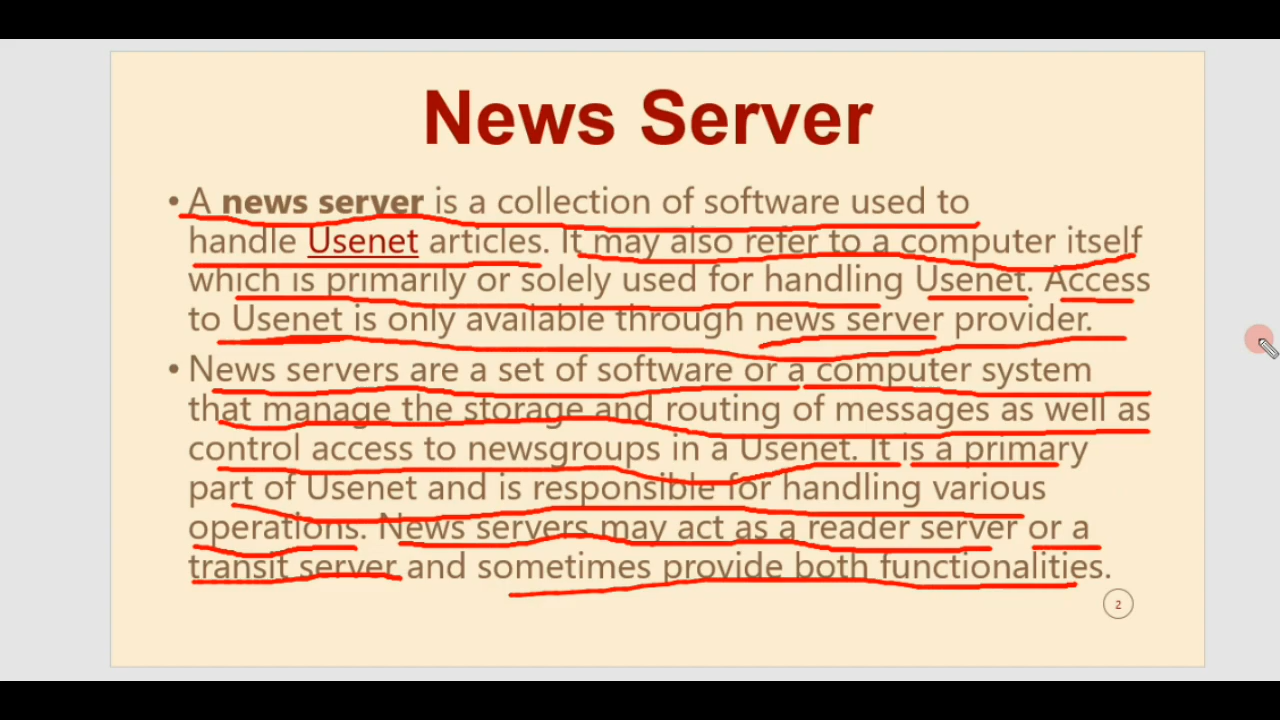 News Server
• A news server is a collection of software used to
handle Usenet articles. It may also refer to a computer itself
which is primarily or solely used for handling Usenet. Access
to Usenet is only available through news server provider.
• News servers are a set of software or a computer system
that manage the storage and routing of messages as well as
control access to newsgroups in a Usenet. It is a primary
part of Usenet and is responsible for handling various
operations. News servers may act as a reader server or a
transit server and sometimes provide both functionalities.
2